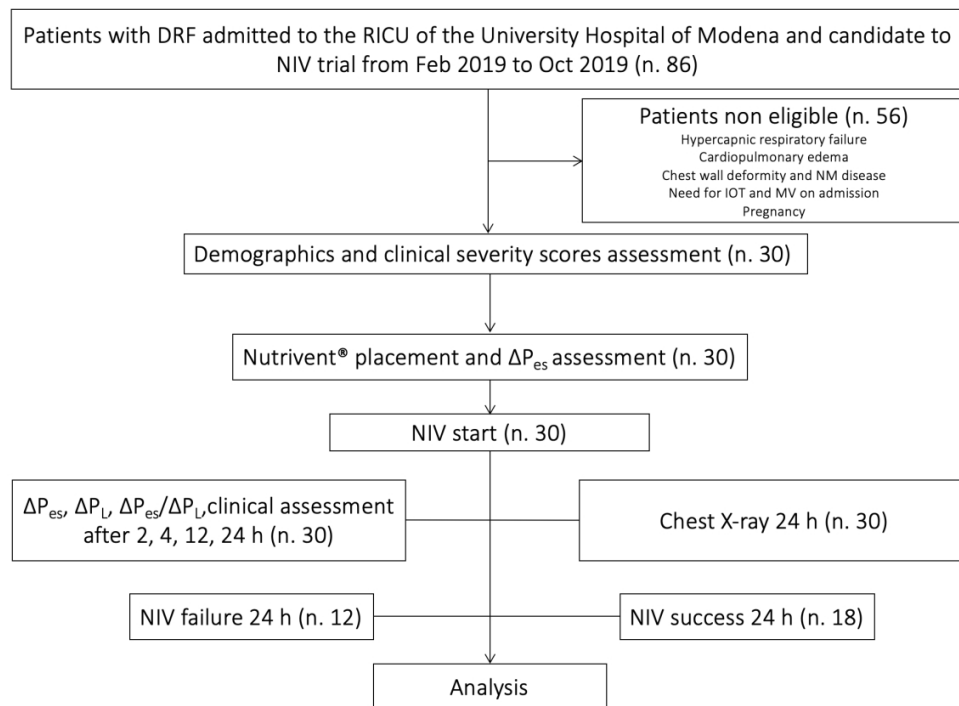 Patients with DRF admitted to the RICU of the University Hospital of Modena and candidate to
NIV trial from Feb 2019 to Oct 2019 (n. 86)
Patients non eligible (n. 56)
Hypercapnic respiratory failure
Cardiopulmonary edema
Chest wall deformity and NM disease
Need for IOT and MV on admission
Pregnancy
Demographics and clinical severity scores assessment (n. 30)
Nutrivent® placement and ΔPes assessment (n. 30)
NIV start (n. 30)
ΔPes, ΔPL, ΔPes/ΔPL,clinical assessment
after 2, 4, 12, 24 h (n. 30)
Chest X-ray 24 h (n. 30)
NIV failure 24 h (n. 12)
NIV success 24 h (n. 18)
Analysis